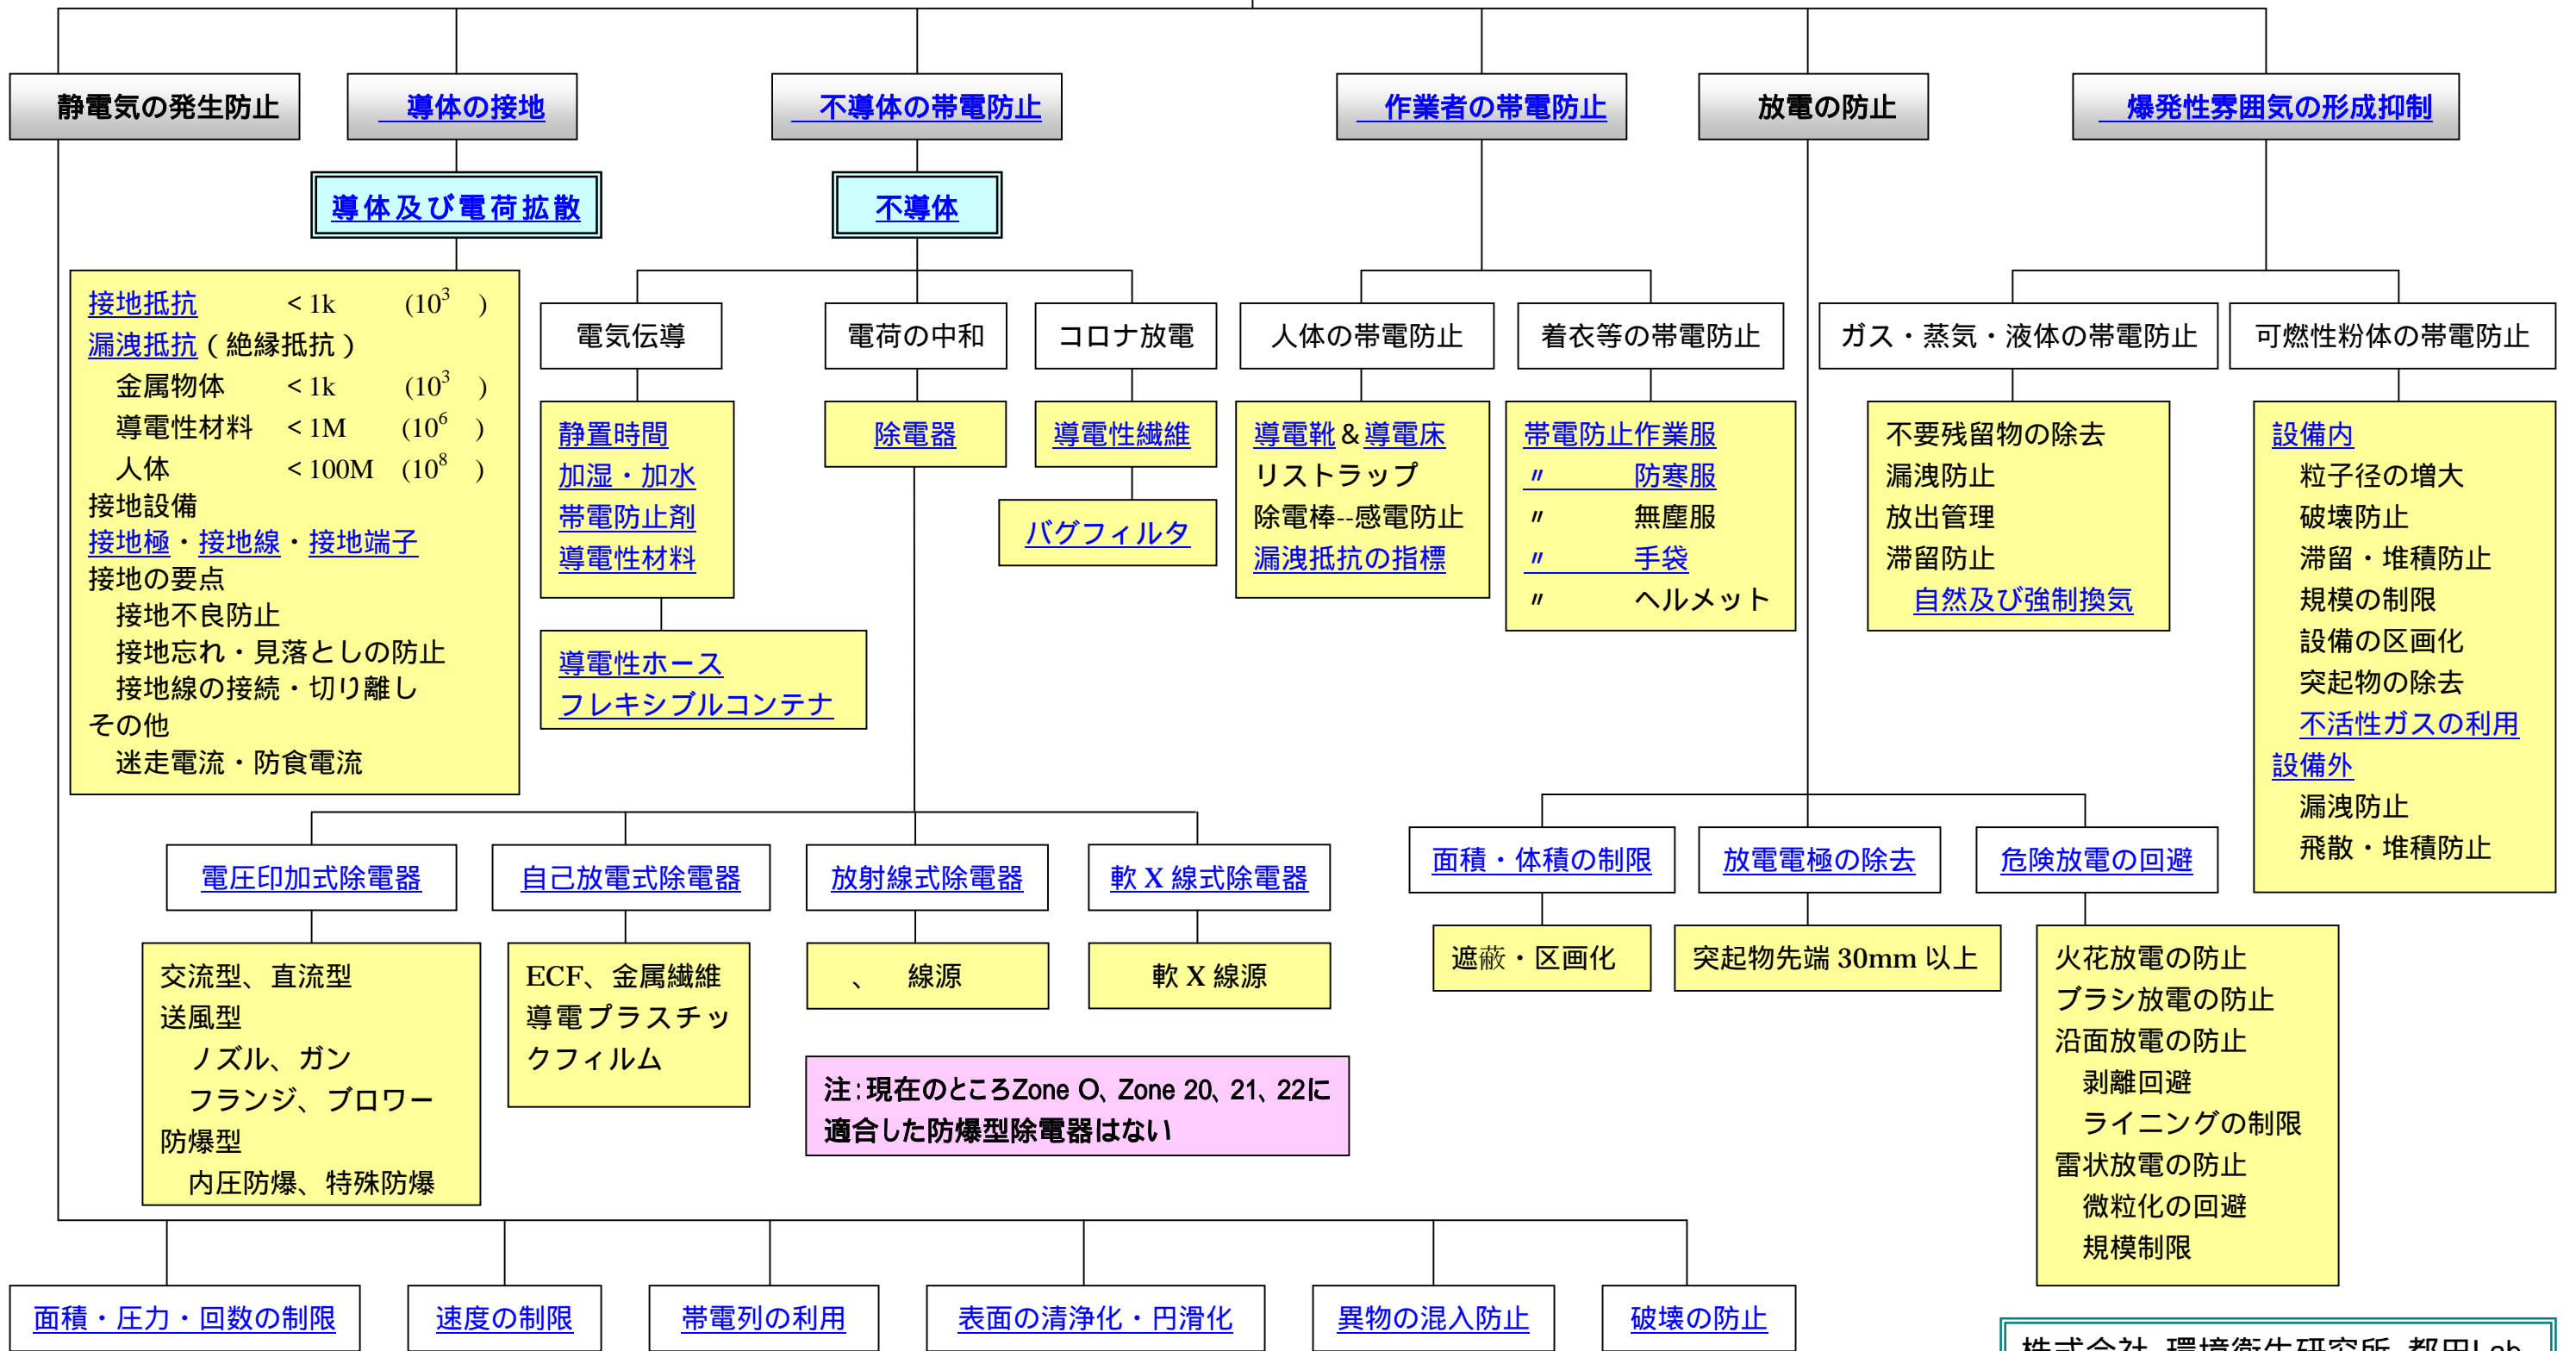 静電気の発生防止
導体の接地
不導体の帯電防止
作業者の帯電防止
放電の防止
爆発性雰囲気の形成抑制
導体及び電荷拡散
不導体
接地抵抗 < 1k (10³ )
漏洩抵抗 ( 絶縁抵抗 )
金属物体 < 1k (10³ )
導電性材料 < 1M (10⁶ )
人体 < 100M (10⁸ )
接地設備
接地極・接地線・接地端子
接地の要点
接地不良防止
接地忘れ・見落としの防止
接地線の接続・切り離し
その他
迷走電流・防食電流
電気伝導
静置時間
加湿・加水
帯電防止剤
導電性材料
導電性ホース
フレキシブルコンテナ
電荷の中和
除電器
コロナ放電
導電性繊維
バグフィルタ
人体の帯電防止
導電靴 & 導電床
リストラップ
除電棒--感電防止
漏洩抵抗の指標
着衣等の帯電防止
帯電防止作業服
〃 防寒服
〃 無塵服
〃 手袋
〃 ヘルメット
ガス・蒸気・液体の帯電防止
不要残留物の除去
漏洩防止
放出管理
滞留防止
自然及び強制換気
可燃性粉体の帯電防止
設備内
粒子径の増大
破壊防止
滞留・堆積防止
規模の制限
設備の区画化
突起物の除去
不活性ガスの利用
設備外
漏洩防止
飛散・堆積防止
電圧印加式除電器
交流型、直流型
送風型
ノズル、ガン
フランジ、ブロワー
防爆型
内圧防爆、特殊防爆
自己放電式除電器
ECF、金属繊維
導電プラスチッ
クフィルム
放射線式除電器
、 線源
軟 X 線式除電器
軟 X 線源
注：現在のところZone O、Zone 20、21、22に
適合した防爆型除電器はない
面積・体積の制限
遮蔽・区画化
放電電極の除去
突起物先端 30mm 以上
危険放電の回避
火花放電の防止
ブラシ放電の防止
沿面放電の防止
剥離回避
ライニングの制限
雷状放電の防止
微粒化の回避
規模制限
面積・圧力・回数の制限
速度の制限
帯電列の利用
表面の清浄化・円滑化
異物の混入防止
破壊の防止
株式会社 環境衛生研究所 都田Lab